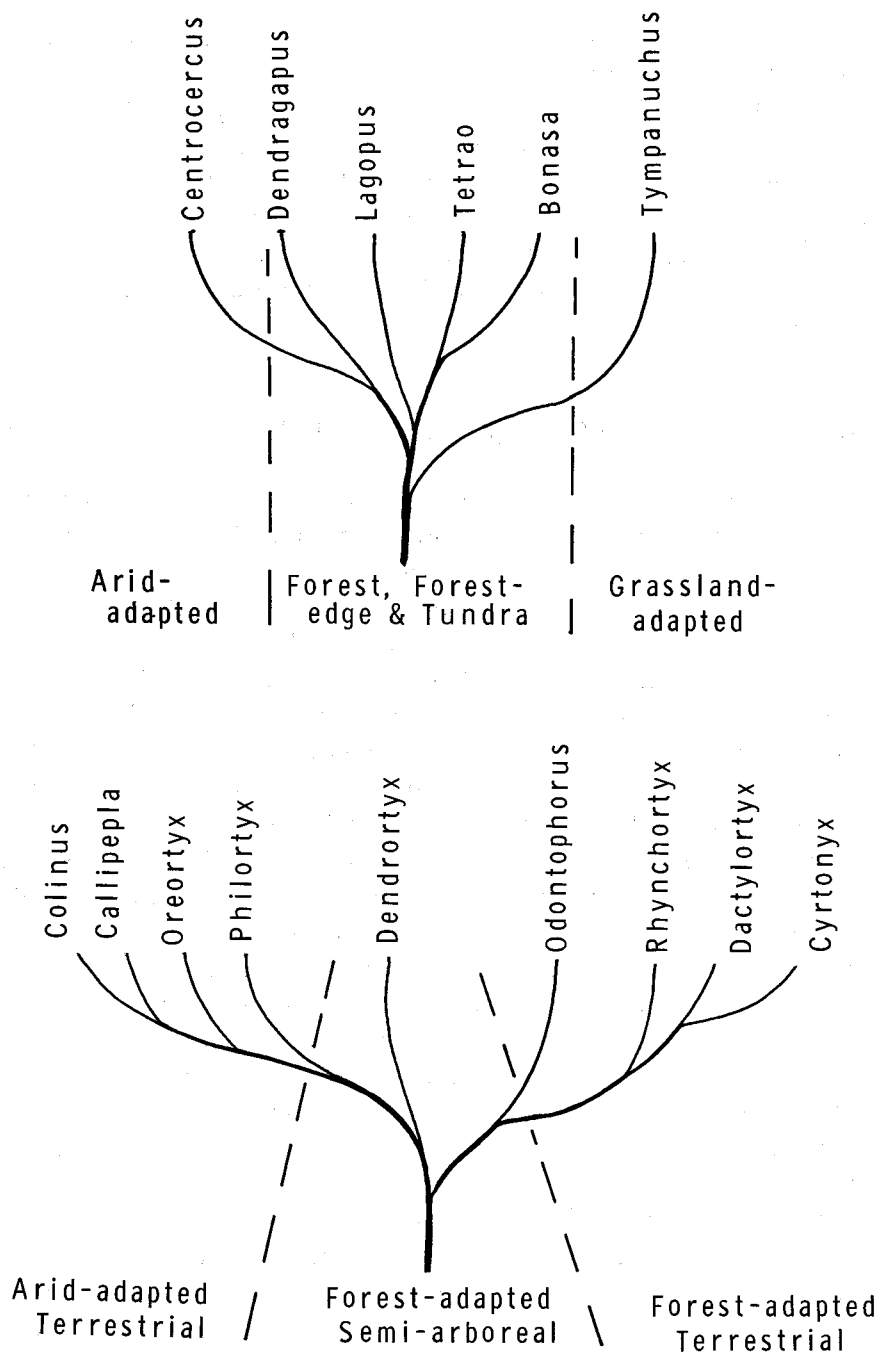 Centrocercus
Dendragapus
Lagopus
Tetrao
Bonasa
Tympanuchus
Arid-
adapted
Forest, Forest-
edge & Tundra
Grassland-
adapted
Colinus
Callipepla
Oreortyx
Philortyx
Dendrortyx
Odontophorus
Rhynchortyx
Dactylortyx
Cyrtonyx
Arid-adapted
Terrestrial
Forest-adapted
Semi-arboreal
Forest-adapted
Terrestrial